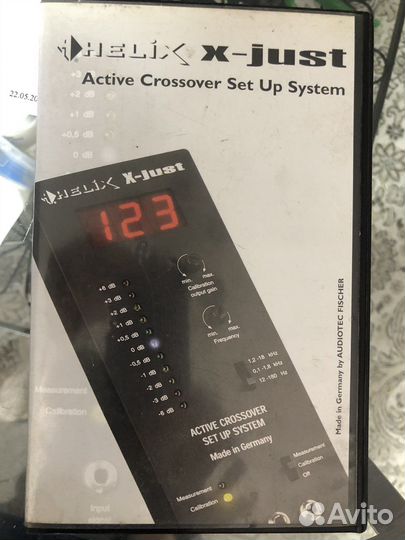 HELIX x-just
Active Crossover Set Up System
22.05.20
+3
+2 dB
+1 dB
+0,5 dB
0 dB
HELIX X-just
123
min. max.
Calibration
output gain
min. max.
Frequency
+6 dB
+3 dB
+2 dB
+1 dB
+0,5 dB
0 dB
-0,5 dB
-1 dB
-2 dB
-3 dB
-6 dB
1,2-18 kHz
0,1-1,8 kHz
12-180 Hz
ACTIVE CROSSOVER
SET UP SYSTEM
Made in Germany
Measurement
Calibration
Off
Measurement
Calibration
Measurement
Calibration
Input
Made in Germany by AUDIOTEC FISCHER
Avito